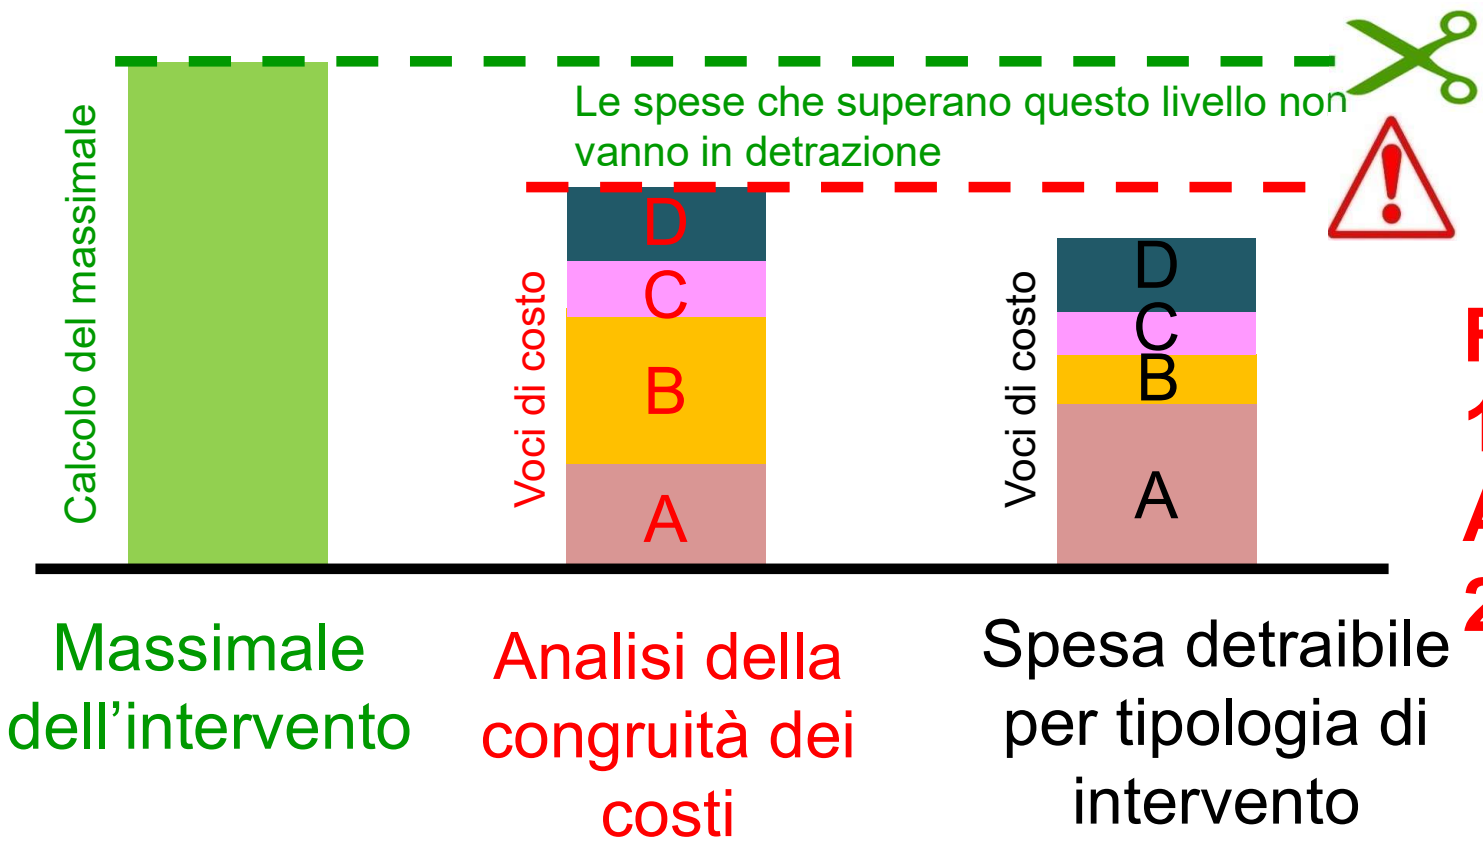 Le spese che superano questo livello non
vanno in detrazione
Calcolo del massimale
Voci di costo
D
C
B
A
Voci di costo
D
C
B
A
Massimale
dell’intervento
Analisi della
congruità dei
costi
Spesa detraibile
per tipologia di
intervento